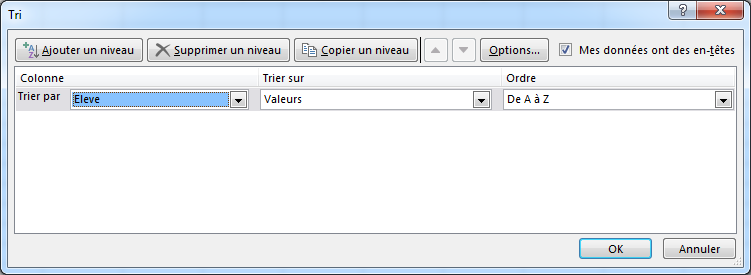 Tri
Ajouter un niveau Supprimer un niveau Copier un niveau Options... Mes données ont des en-têtes
Colonne Trier sur Ordre
Trier par Eleve Valeurs De A à Z
OK Annuler